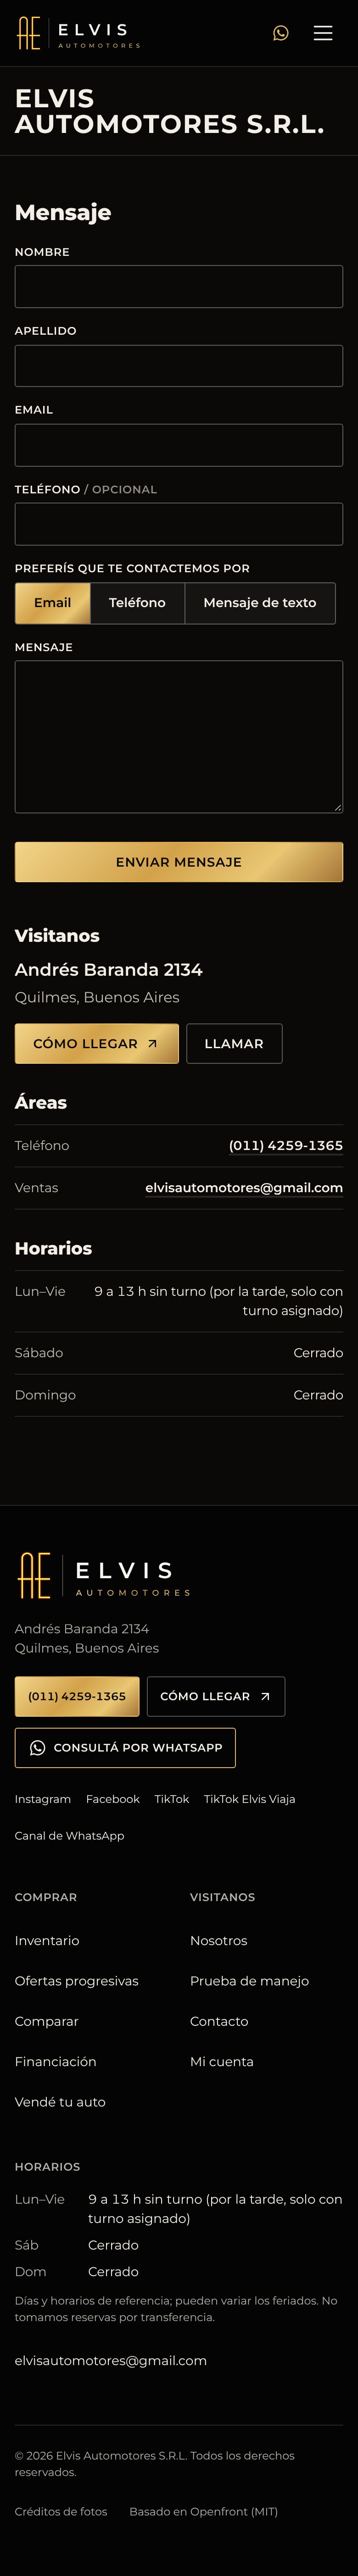 AE ELVIS
AUTOMOTORES
ELVIS
AUTOMOTORES S.R.L.
Mensaje
NOMBRE
APELLIDO
EMAIL
TELÉFONO / OPCIONAL
PREFERÍS QUE TE CONTACTEMOS POR
Email Teléfono Mensaje de texto
MENSAJE
ENVIAR MENSAJE
Visitanos
Andrés Baranda 2134
Quilmes, Buenos Aires
CÓMO LLEGAR LLAMAR
Áreas
Teléfono (011) 4259-1365
Ventas elvisautomotores@gmail.com
Horarios
Lun–Vie 9 a 13 h sin turno (por la tarde, solo con
turno asignado)
Sábado Cerrado
Domingo Cerrado
AE ELVIS
AUTOMOTORES
Andrés Baranda 2134
Quilmes, Buenos Aires
(011) 4259-1365 CÓMO LLEGAR
CONSULTÁ POR WHATSAPP
Instagram Facebook TikTok TikTok Elvis Viaja
Canal de WhatsApp
COMPRAR
Inventario
Ofertas progresivas
Comparar
Financiación
Vendé tu auto
VISITANOS
Nosotros
Prueba de manejo
Contacto
Mi cuenta
HORARIOS
Lun–Vie 9 a 13 h sin turno (por la tarde, solo con
turno asignado)
Sáb Cerrado
Dom Cerrado
Días y horarios de referencia; pueden variar los feriados. No
tomamos reservas por transferencia.
elvisautomotores@gmail.com
© 2026 Elvis Automotores S.R.L. Todos los derechos
reservados.
Créditos de fotos Basado en Openfront (MIT)